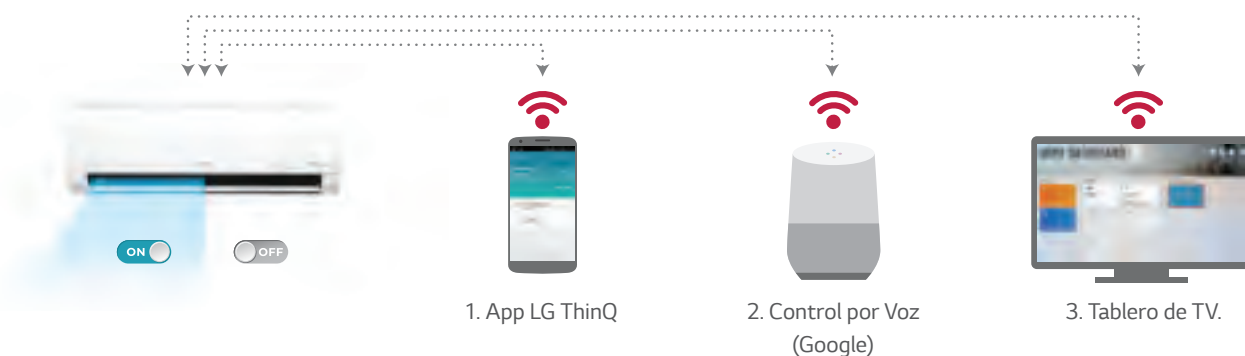 ON
OFF
1. App LG ThinQ
2. Control por Voz
(Google)
3. Tablero de TV.